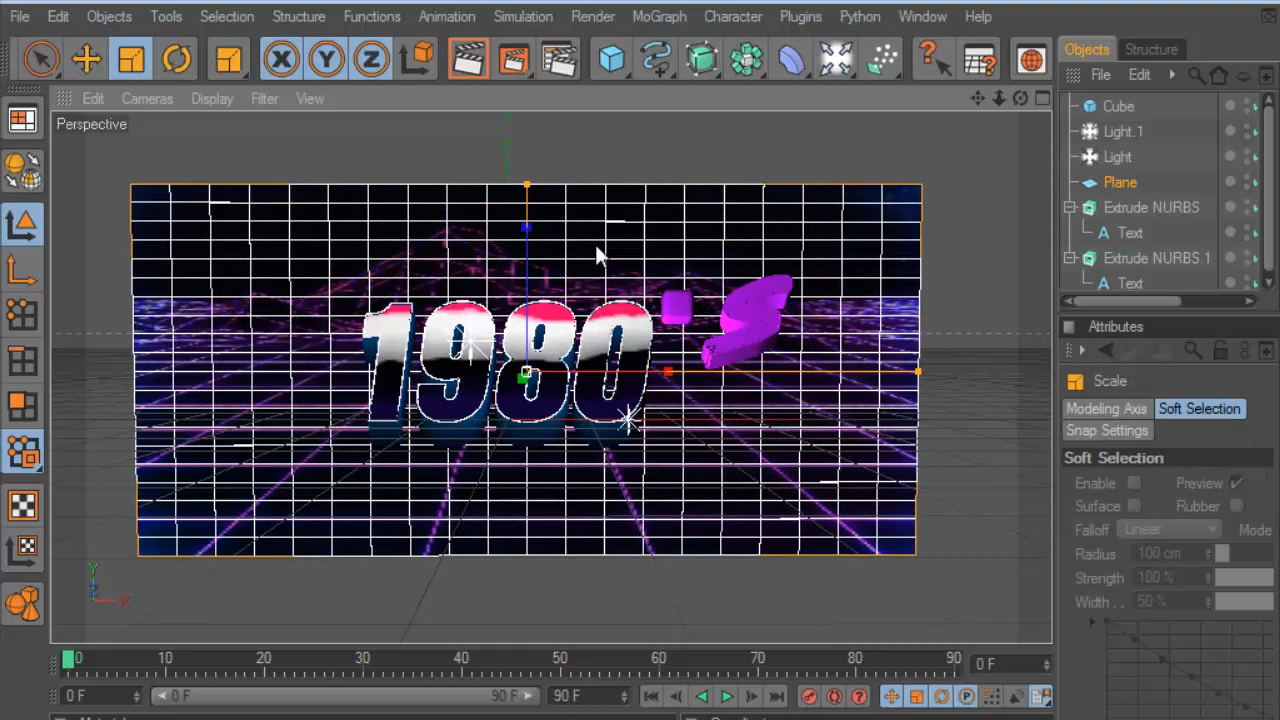 File Edit Objects Tools Selection Structure Functions Animation Simulation Render MoGraph Character Plugins Python Window Help
X Y Z
Objects Structure
File Edit
Edit Cameras Display Filter View
Perspective
Cube
Light.1
Light
Plane
Extrude NURBS
A Text
Extrude NURBS.1
A Text
1980's
Attributes
Scale
Modeling Axis Soft Selection
Snap Settings
Soft Selection
Enable Preview
Surface Rubber
Falloff Linear Mode
Radius 100 cm
Strength 100 %
Width . . 50 %
Y
Z X
0 10 20 30 40 50 60 70 80 90 0 F
0 F 0 F 90 F 90 F